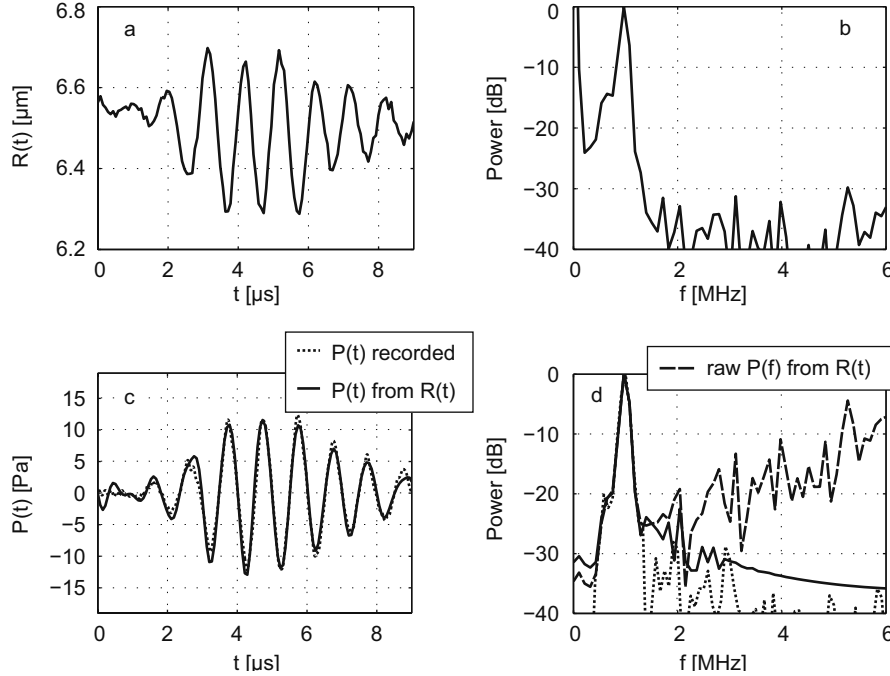 6.8
a
6.6
6.4
6.2
R(t) [µm]
0 2 4 6 8
t [µs]
0
b
−10
−20
−30
−40
Power [dB]
0 2 4 6
f [MHz]
P(t) recorded
P(t) from R(t)
c
15
10
5
0
−5
−10
−15
P(t) [Pa]
0 2 4 6 8
t [µs]
raw P(f) from R(t)
0
d
−10
−20
−30
−40
Power [dB]
0 2 4 6
f [MHz]